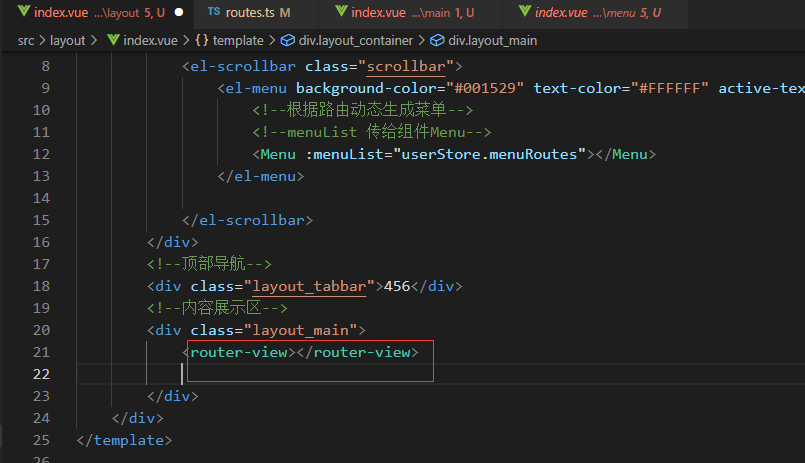 index.vue ...\layout 5, U
TS routes.ts M
index.vue ...\main 1, U
index.vue ...\menu 5, U
src > layout > index.vue > {} template > div.layout_container > div.layout_main
8 <el-scrollbar class="scrollbar">
9 <el-menu background-color="#001529" text-color="#FFFFFF" active-tex
10 <!--根据路由动态生成菜单-->
11 <!--menuList 传给组件Menu-->
12 <Menu :menuList="userStore.menuRoutes"></Menu>
13 </el-menu>
14
15 </el-scrollbar>
16 </div>
17 <!--顶部导航-->
18 <div class="layout_tabbar">456</div>
19 <!--内容展示区-->
20 <div class="layout_main">
21 <router-view></router-view>
22
23 </div>
24 </div>
25 </template>
26